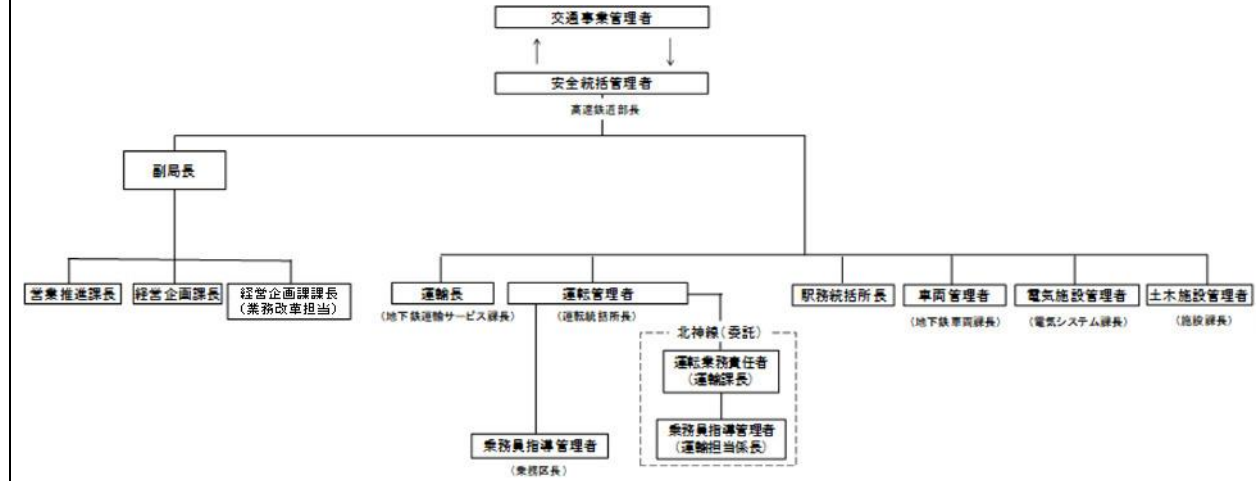 交通事業管理者
↑ ↓
安全統括管理者
高速鉄道部長
副局長
営業推進課長
経営企画課長
経営企画課課長
(業務改革担当)
運輸長
(地下鉄運輸サービス課長)
運転管理者
(運転統括所長)
駅務統括所長
車両管理者
(地下鉄車両課長)
電気施設管理者
(電気システム課長)
土木施設管理者
(施設課長)
北神線(委託)
運転業務責任者
(運輸課長)
乗務員指導管理者
(運輸担当係長)
乗務員指導管理者
(乗務区長)